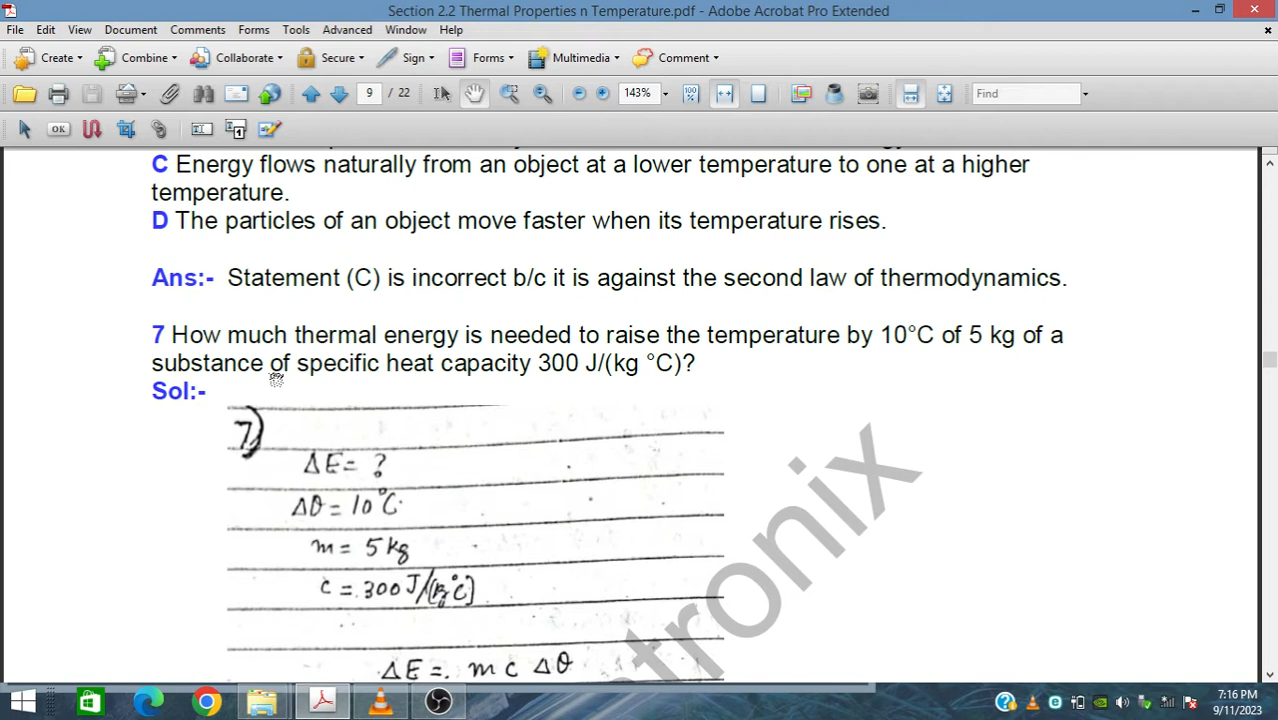 Section 2.2 Thermal Properties n Temperature.pdf - Adobe Acrobat Pro Extended
File Edit View Document Comments Forms Tools Advanced Window Help
Create Combine Collaborate Secure Sign Forms Multimedia Comment
9 / 22 143% Find
OK
C Energy flows naturally from an object at a lower temperature to one at a higher
temperature.
D The particles of an object move faster when its temperature rises.
Ans:- Statement (C) is incorrect b/c it is against the second law of thermodynamics.
7 How much thermal energy is needed to raise the temperature by 10°C of 5 kg of a
substance of specific heat capacity 300 J/(kg °C)?
Sol:-
7)
ΔE = ?
Δθ = 10°C
m = 5 kg
c = 300 J/(kg°C)
ΔE = m c Δθ
tronix
7:16 PM
9/11/2023